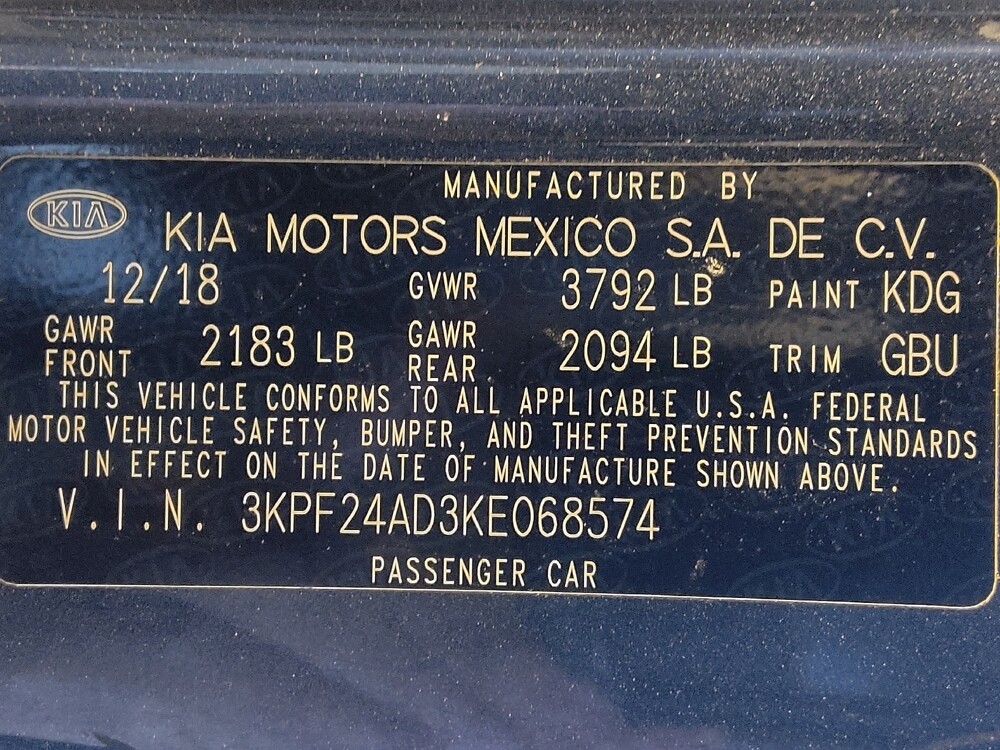 MANUFACTURED BY
KIA
KIA MOTORS MEXICO S.A. DE C.V.
12/18 GVWR 3792 LB PAINT KDG
GAWR FRONT 2183 LB GAWR REAR 2094 LB TRIM GBU
THIS VEHICLE CONFORMS TO ALL APPLICABLE U.S.A. FEDERAL
MOTOR VEHICLE SAFETY, BUMPER, AND THEFT PREVENTION STANDARDS
IN EFFECT ON THE DATE OF MANUFACTURE SHOWN ABOVE.
V.I.N. 3KPF24AD3KE068574
PASSENGER CAR